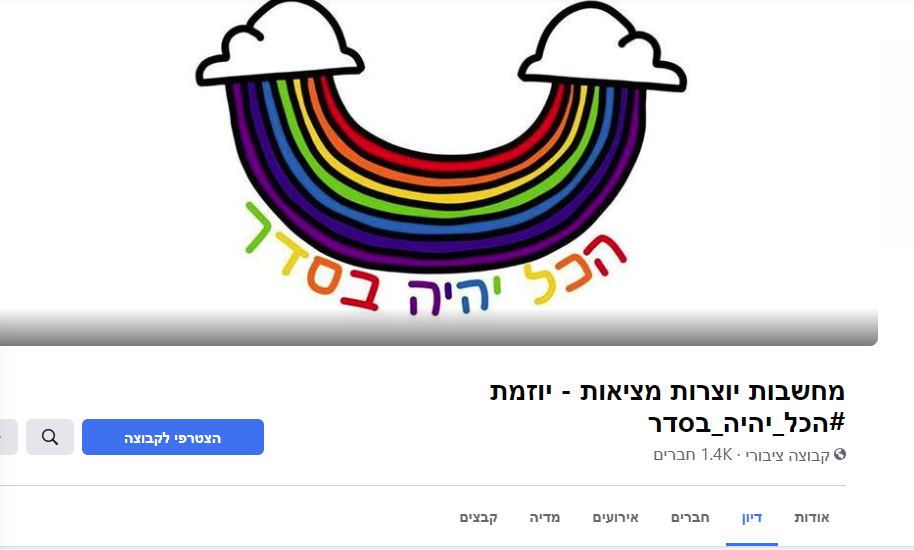 הכל יהיה בסדר
מחשבות יוצרות מציאות - יוזמת
#הכל_יהיה_בסדר
קבוצה ציבורי · 1.4K חברים
הצטרפי לקבוצה
אודות
דיון
חברים
אירועים
מדיה
קבצים